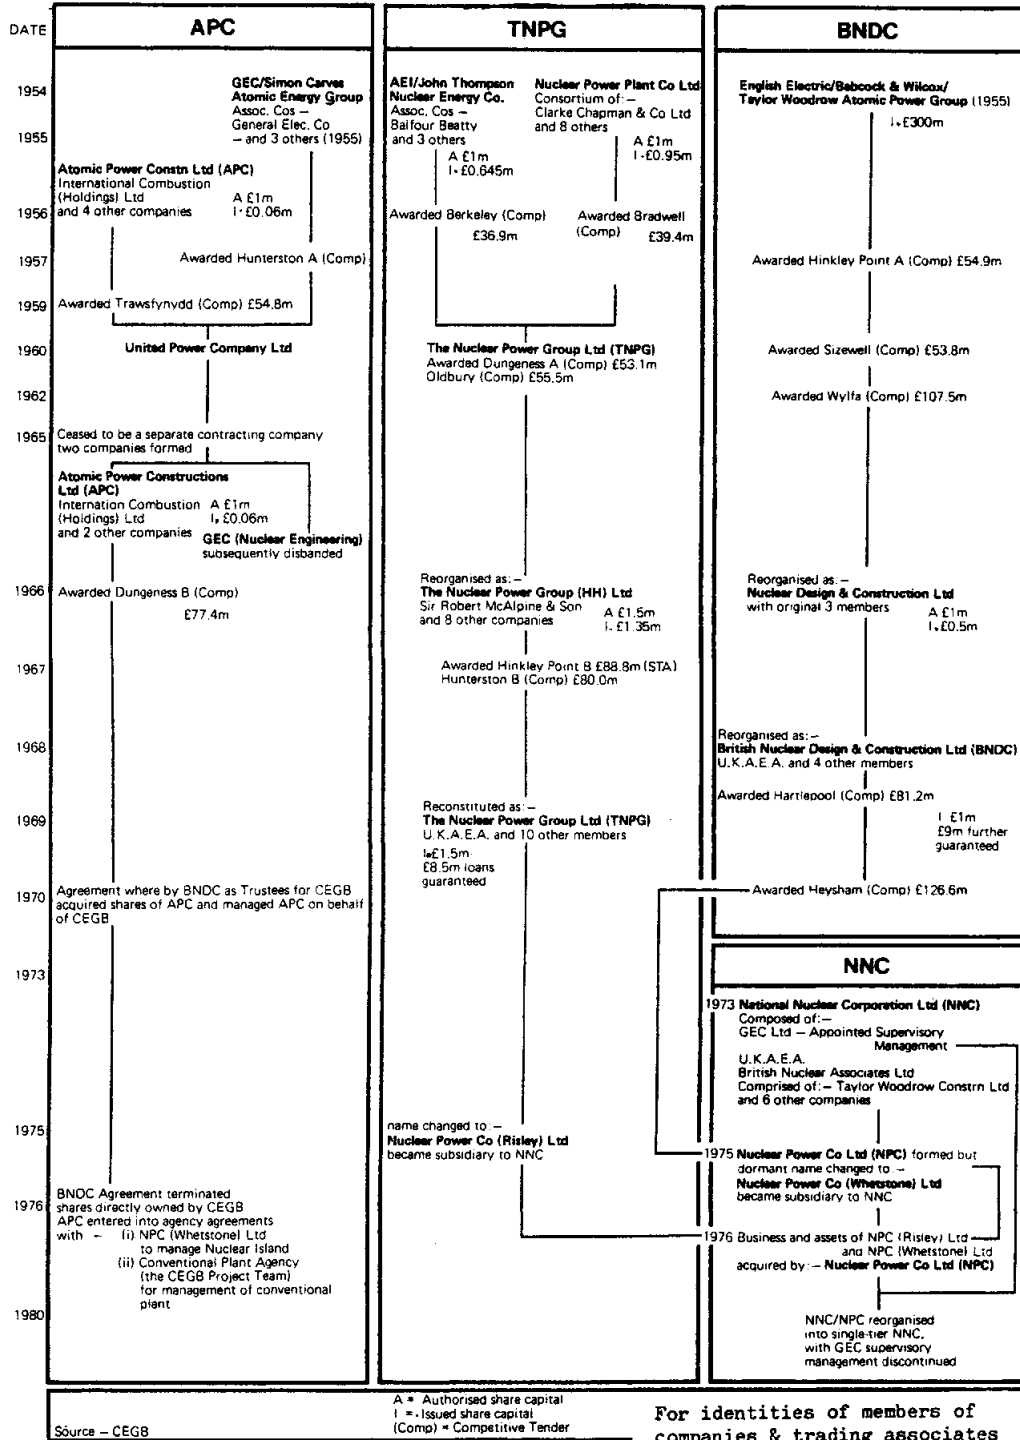 DATE
APC
TNPG
BNDC
1954
1955
1956
1957
1959
1960
1962
1965
1966
1967
1968
1969
1970
1973
1975
1976
1980
GEC/Simon Carves
Atomic Energy Group
Assoc. Cos –
General Elec. Co
– and 3 others (1955)
Atomic Power Constn Ltd (APC)
International Combustion
(Holdings) Ltd A £1m
and 4 other companies I · £0.06m
Awarded Hunterston A (Comp)
Awarded Trawsfynydd (Comp) £54.8m
United Power Company Ltd
Ceased to be a separate contracting company
two companies formed
Atomic Power Constructions
Ltd (APC)
Internation Combustion A £1m
(Holdings) Ltd I, £0.06m
and 2 other companies
GEC (Nuclear Engineering)
subsequently disbanded
Awarded Dungeness B (Comp)
£77.4m
Agreement where by BNDC as Trustees for CEGB
acquired shares of APC and managed APC on behalf
of CEGB
BNDC Agreement terminated
shares directly owned by CEGB
APC entered into agency agreements
with – (i) NPC (Whetstone) Ltd
to manage Nuclear Island
(ii) Conventional Plant Agency
(the CEGB Project Team)
for management of conventional
plant
AEI/John Thompson
Nuclear Energy Co.
Assoc. Cos –
Balfour Beatty
and 3 others
A £1m
I · £0.645m
Nuclear Power Plant Co Ltd
Consortium of: –
Clarke Chapman & Co Ltd
and 8 others
A £1m
I · £0.95m
Awarded Berkeley (Comp)
£36.9m
Awarded Bradwell
(Comp) £39.4m
The Nuclear Power Group Ltd (TNPG)
Awarded Dungeness A (Comp) £53.1m
Oldbury (Comp) £55.5m
Reorganised as: –
The Nuclear Power Group (HH) Ltd
Sir Robert McAlpine & Son A £1.5m
and 8 other companies I. £1.35m
Awarded Hinkley Point B £88.8m (STA)
Hunterston B (Comp) £80.0m
Reconstituted as: –
The Nuclear Power Group Ltd (TNPG)
U.K.A.E.A. and 10 other members
I · £1.5m
£8.5m loans
guaranteed
name changed to: –
Nuclear Power Co (Risley) Ltd
became subsidiary to NNC
English Electric/Babcock & Wilcox/
Taylor Woodrow Atomic Power Group (1955)
I · £300m
Awarded Hinkley Point A (Comp) £54.9m
Awarded Sizewell (Comp) £53.8m
Awarded Wylfa (Comp) £107.5m
Reorganised as: –
Nuclear Design & Construction Ltd
with original 3 members A £1m
I · £0.5m
Reorganised as: –
British Nuclear Design & Construction Ltd (BNDC)
U.K.A.E.A. and 4 other members
Awarded Hartlepool (Comp) £81.2m
I £1m
£9m further
guaranteed
Awarded Heysham (Comp) £126.6m
NNC
1973 National Nuclear Corporation Ltd (NNC)
Composed of: –
GEC Ltd – Appointed Supervisory
Management
U.K.A.E.A.
British Nuclear Associates Ltd
Comprised of: – Taylor Woodrow Constrn Ltd
and 6 other companies
1975 Nuclear Power Co Ltd (NPC) formed but
dormant name changed to: –
Nuclear Power Co (Whetstone) Ltd
became subsidiary to NNC
1976 Business and assets of NPC (Risley) Ltd
and NPC (Whetstone) Ltd
acquired by: – Nuclear Power Co Ltd (NPC)
NNC/NPC reorganised
into single-tier NNC,
with GEC supervisory
management discontinued
Source – CEGB
A = Authorised share capital
I = · Issued share capital
(Comp) = Competitive Tender
For identities of members of
companies & trading associates